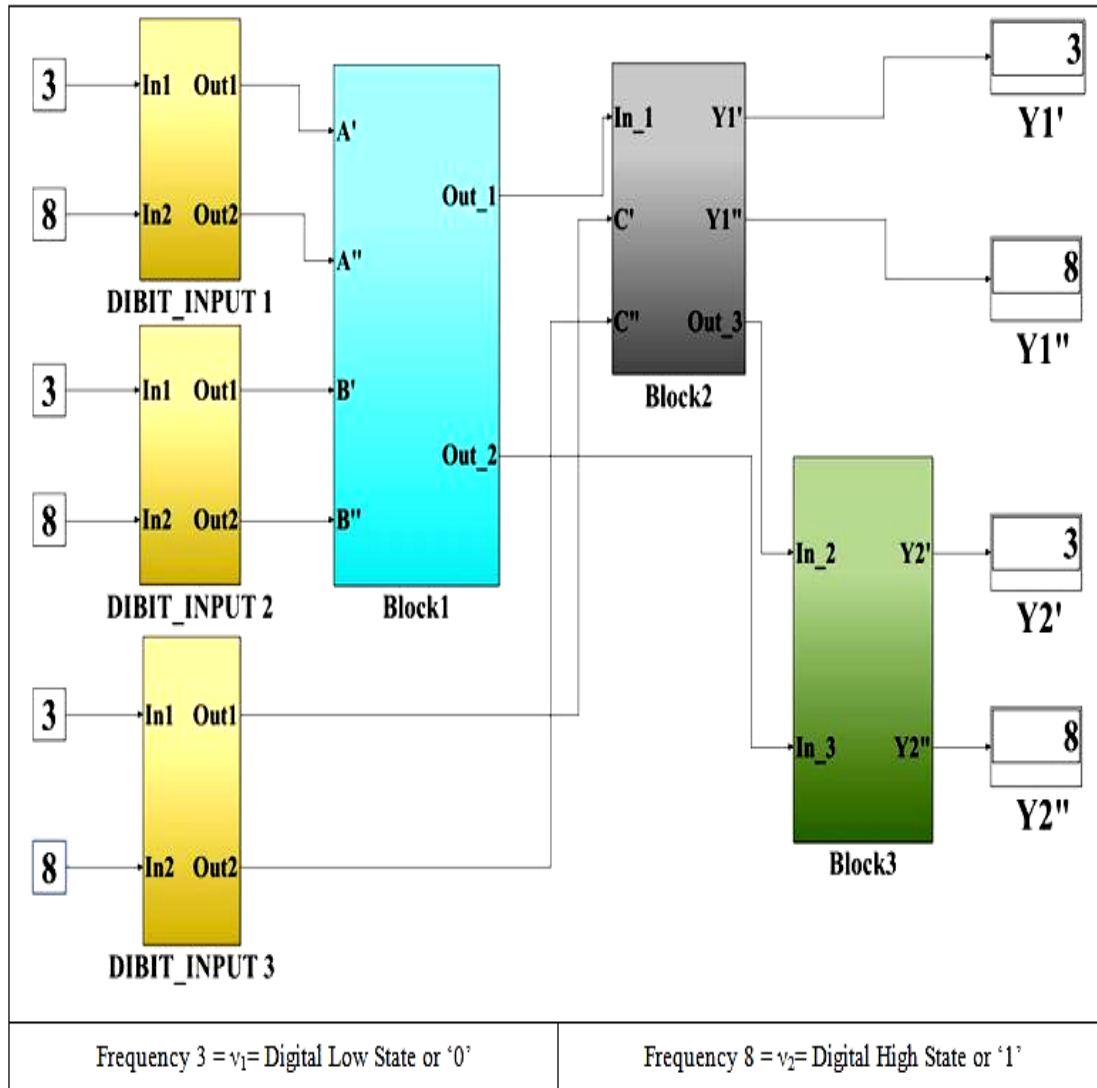 3
In1 Out1
8
In2 Out2
DIBIT_INPUT 1
3
In1 Out1
8
In2 Out2
DIBIT_INPUT 2
3
In1 Out1
8
In2 Out2
DIBIT_INPUT 3
A'
Out_1
A"
B'
Out_2
B"
Block1
In_1 Y1'
C' Y1"
C" Out_3
Block2
In_2 Y2'
In_3 Y2"
Block3
3
Y1'
8
Y1"
3
Y2'
8
Y2"
Frequency 3 = ν₁= Digital Low State or ‘0’
Frequency 8 = ν₂= Digital High State or ‘1’